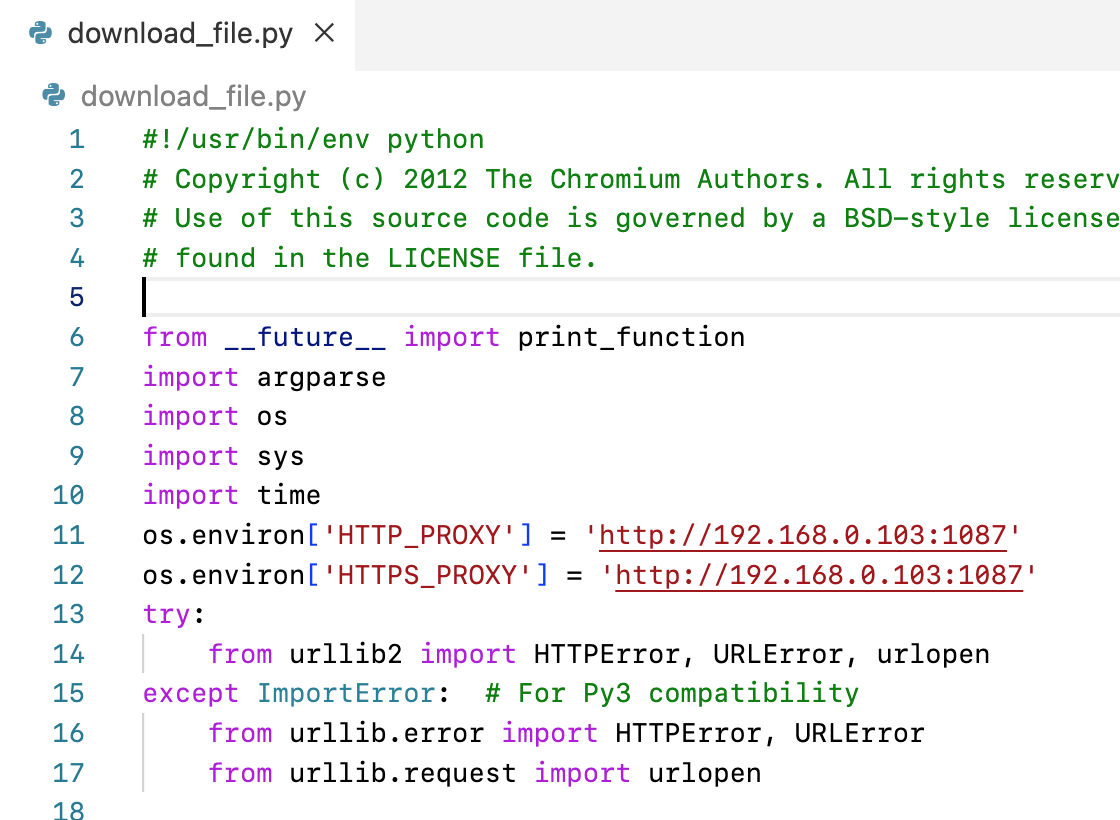 download_file.py ×
download_file.py
1 #!/usr/bin/env python
2 # Copyright (c) 2012 The Chromium Authors. All rights reserv
3 # Use of this source code is governed by a BSD-style license
4 # found in the LICENSE file.
5
6 from __future__ import print_function
7 import argparse
8 import os
9 import sys
10 import time
11 os.environ['HTTP_PROXY'] = 'http://192.168.0.103:1087'
12 os.environ['HTTPS_PROXY'] = 'http://192.168.0.103:1087'
13 try:
14     from urllib2 import HTTPError, URLError, urlopen
15 except ImportError:  # For Py3 compatibility
16     from urllib.error import HTTPError, URLError
17     from urllib.request import urlopen
18